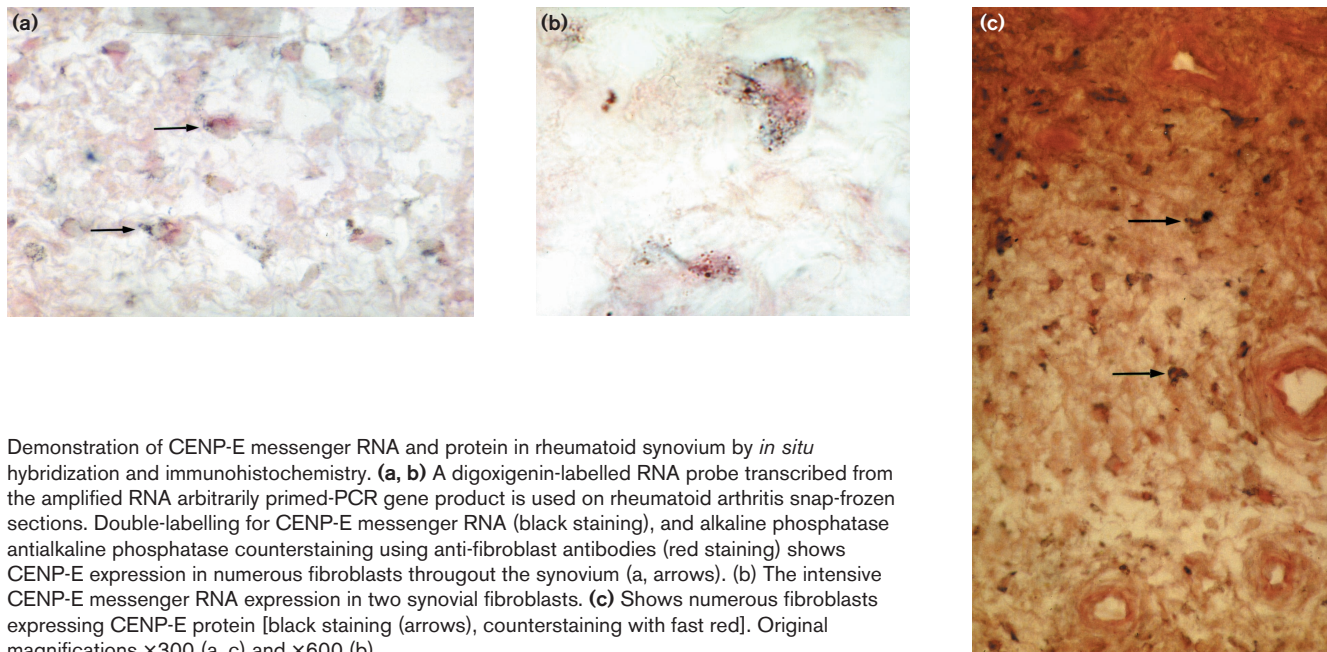 (a)
(b)
(c)
Demonstration of CENP-E messenger RNA and protein in rheumatoid synovium by in situ
hybridization and immunohistochemistry. (a, b) A digoxigenin-labelled RNA probe transcribed from
the amplified RNA arbitrarily primed-PCR gene product is used on rheumatoid arthritis snap-frozen
sections. Double-labelling for CENP-E messenger RNA (black staining), and alkaline phosphatase
antialkaline phosphatase counterstaining using anti-fibroblast antibodies (red staining) shows
CENP-E expression in numerous fibroblasts througout the synovium (a, arrows). (b) The intensive
CENP-E messenger RNA expression in two synovial fibroblasts. (c) Shows numerous fibroblasts
expressing CENP-E protein [black staining (arrows), counterstaining with fast red]. Original
magnifications ×300 (a, c) and ×600 (b).